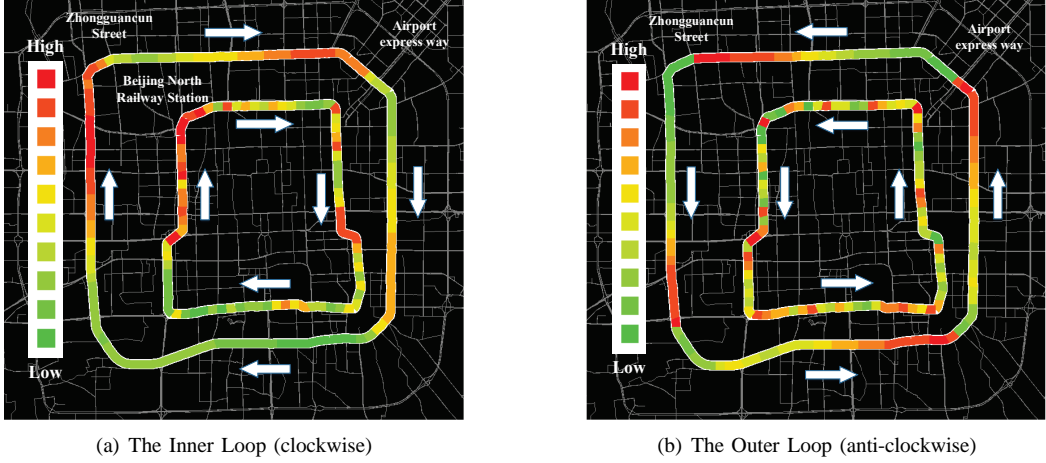 Zhongguancun
Street
Airport
express way
High
Beijing North
Railway Station
Low
(a) The Inner Loop (clockwise)
Zhongguancun
Street
Airport
express way
High
Low
(b) The Outer Loop (anti-clockwise)